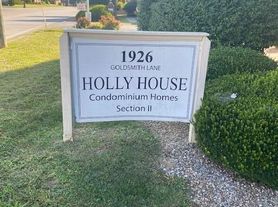 1926
GOLDSMITH LANE
HOLLY HOUSE
Condominium Homes
Section II